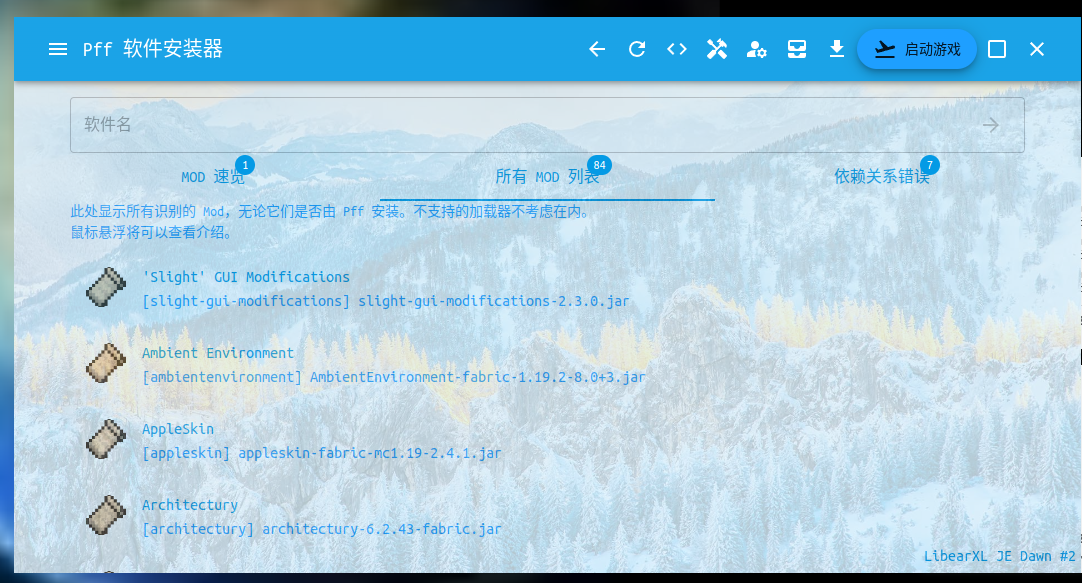 Pff 软件安装器
启动游戏
软件名
MOD 速览 1
所有 MOD 列表 84
依赖关系错误 7
此处显示所有识别的 Mod，无论它们是否由 Pff 安装。不支持的加载器不考虑在内。
鼠标悬浮将可以查看介绍。
'Slight' GUI Modifications
[slight-gui-modifications] slight-gui-modifications-2.3.0.jar
Ambient Environment
[ambientenvironment] AmbientEnvironment-fabric-1.19.2-8.0+3.jar
AppleSkin
[appleskin] appleskin-fabric-mc1.19-2.4.1.jar
Architectury
[architectury] architectury-6.2.43-fabric.jar
LibearXL JE Dawn #2